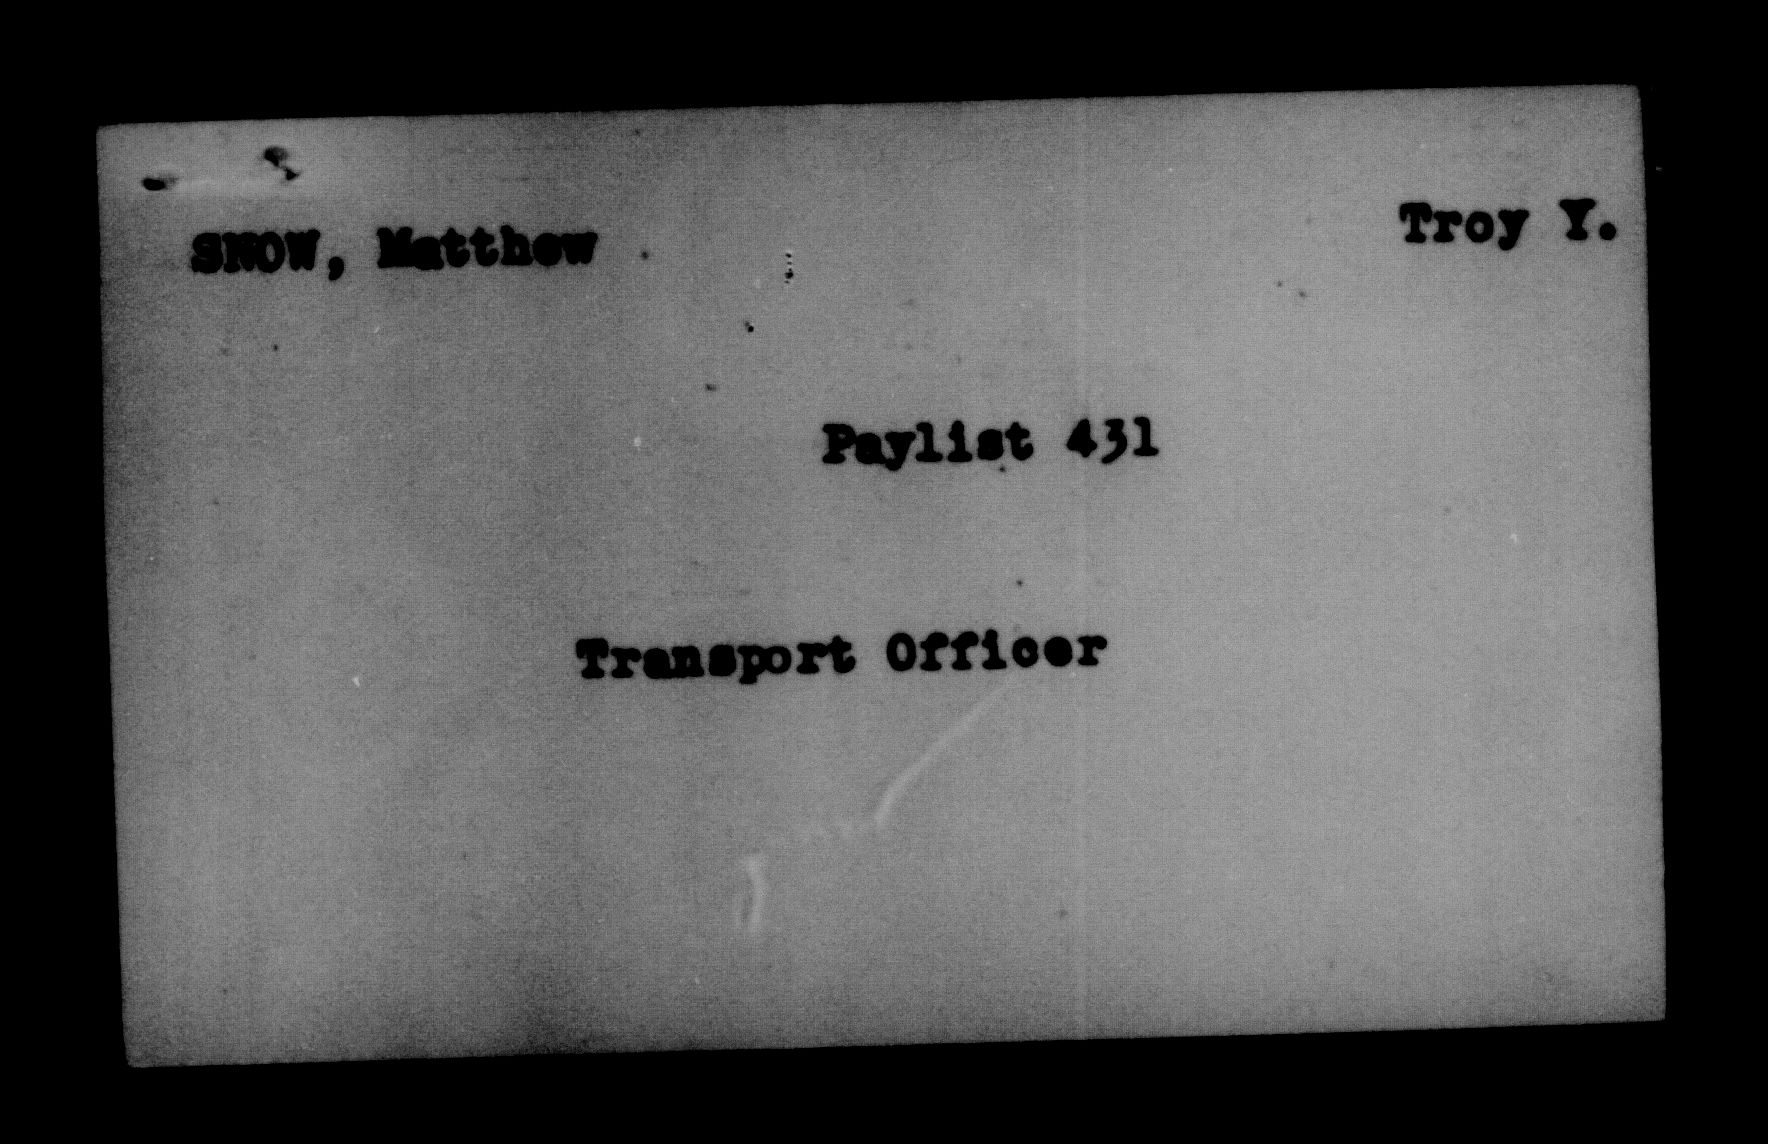 SNOW, Matthew Troy Y.
Paylist 431
Transport Officer